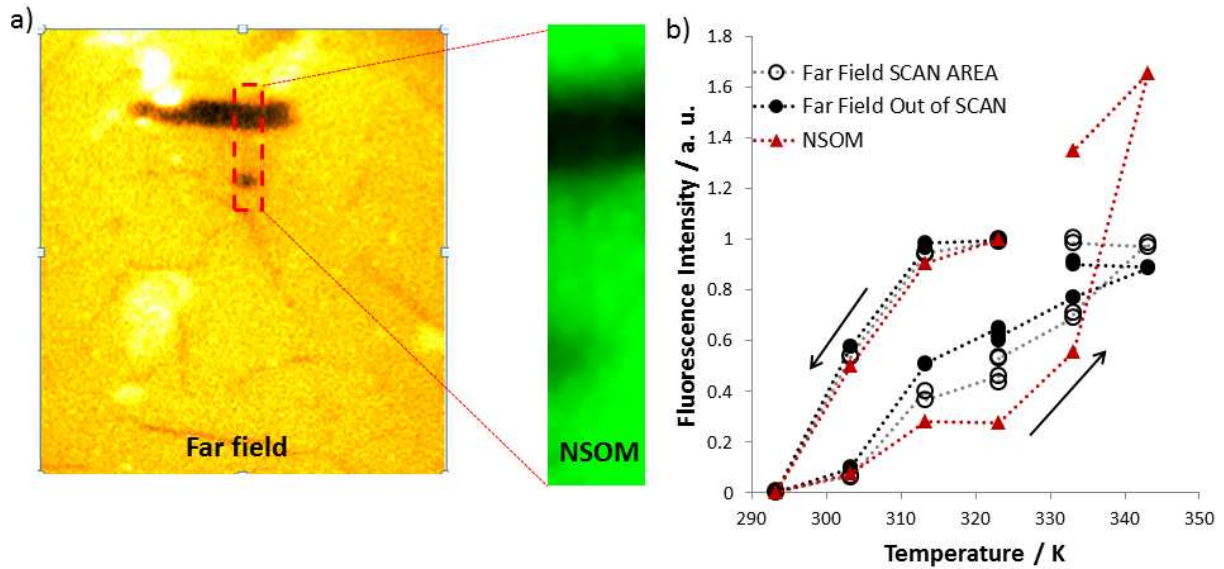 a)
Far field
NSOM
b)
Fluorescence Intensity / a. u.
1.8
1.6
1.4
1.2
1
0.8
0.6
0.4
0.2
0
Far Field SCAN AREA
Far Field Out of SCAN
NSOM
290 300 310 320 330 340 350
Temperature / K